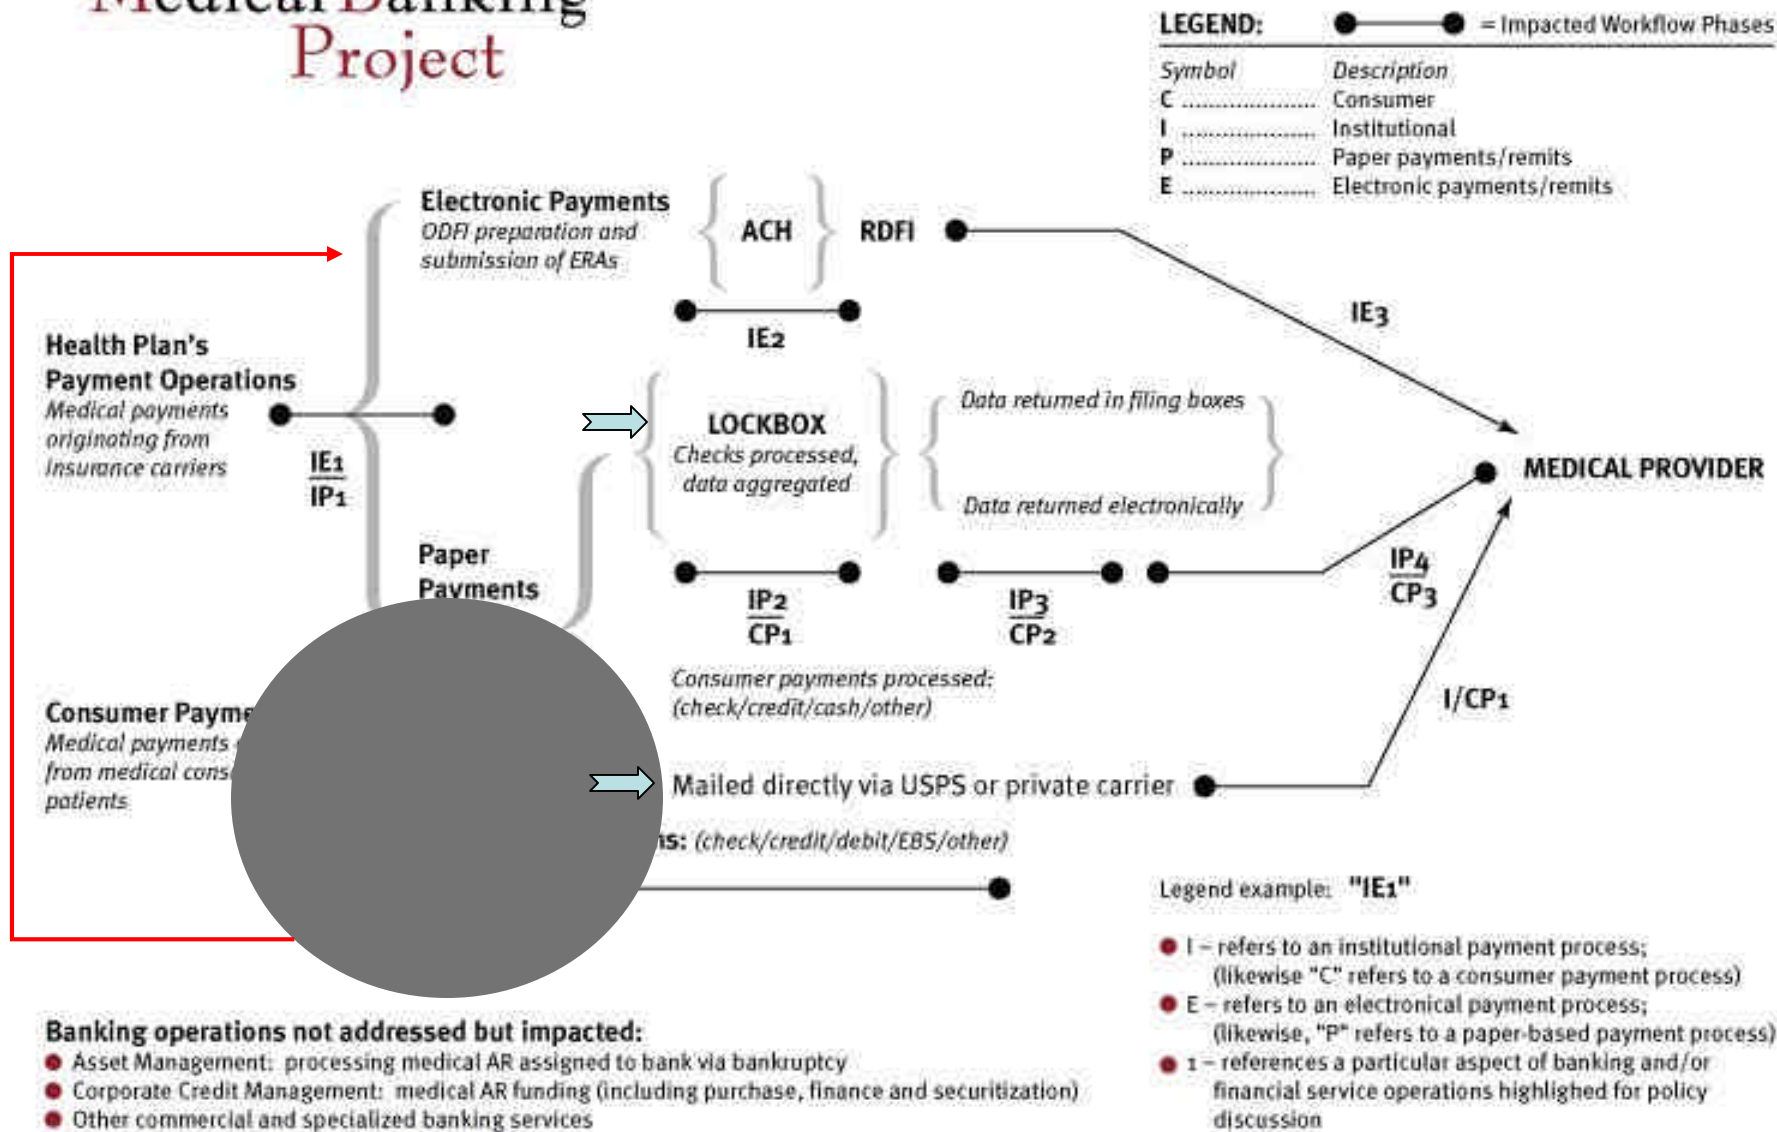 Medical Banking
Project
LEGEND: = Impacted Workflow Phases
Symbol Description
C ..................... Consumer
I ..................... Institutional
P ..................... Paper payments/remits
E ..................... Electronic payments/remits
Electronic Payments
ODFI preparation and
submission of ERAs
ACH
RDFI
IE2
IE3
Health Plan's
Payment Operations
Medical payments
originating from
insurance carriers
IE1
IP1
LOCKBOX
Checks processed,
data aggregated
Data returned in filing boxes
Data returned electronically
MEDICAL PROVIDER
Paper
Payments
IP2
CP1
IP3
CP2
IP4
CP3
Consumer payments processed:
(check/credit/cash/other)
I/CP1
Consumer
Medical payments
from medical
patients
Mailed directly via USPS or private carrier
(check/credit/debit/EBS/other)
Legend example: "IE1"
I – refers to an institutional payment process;
(likewise "C" refers to a consumer payment process)
E – refers to an electronical payment process;
(likewise, "P" refers to a paper-based payment process)
1 – references a particular aspect of banking and/or
financial service operations highlighed for policy
discussion
Banking operations not addressed but impacted:
Asset Management: processing medical AR assigned to bank via bankruptcy
Corporate Credit Management: medical AR funding (including purchase, finance and securitization)
Other commercial and specialized banking services